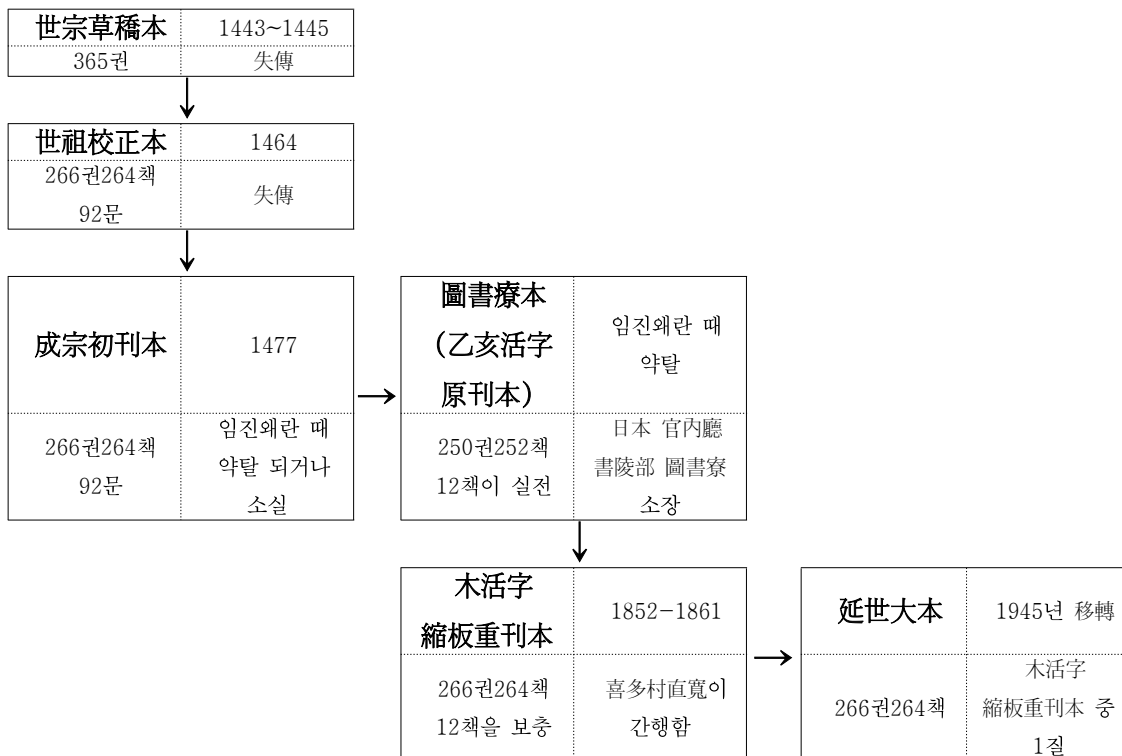 世宗草稿本 1443~1445
365권 失傳
世祖校正本 1464
266권264책
92문
失傳
成宗初刊本
1477
266권264책
92문
임진왜란 때
약탈 되거나
소실
圖書療本
(乙亥活字
原刊本)
임진왜란 때
약탈
250권252책
12책이 실전
日本 官內廳
書陵部 圖書寮
소장
木活字
縮板重刊本
1852-1861
266권264책
12책을 보충
喜多村直寬이
간행함
延世大本
1945년 移轉
266권264책
木活字
縮板重刊本 중
1질